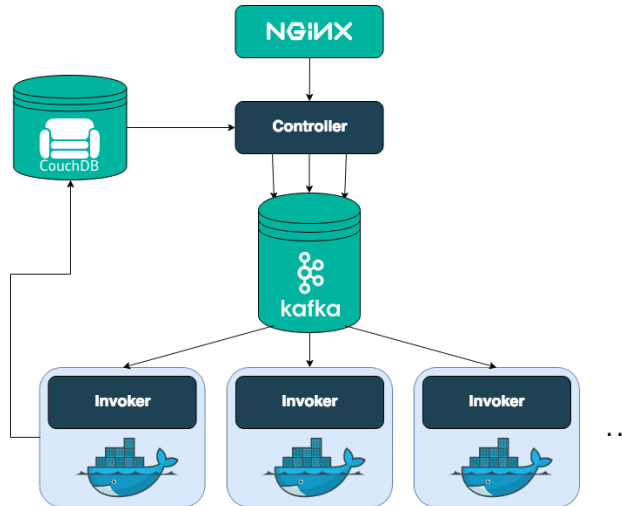 NGiNX
Controller
CouchDB
kafka
Invoker
Invoker
Invoker
..